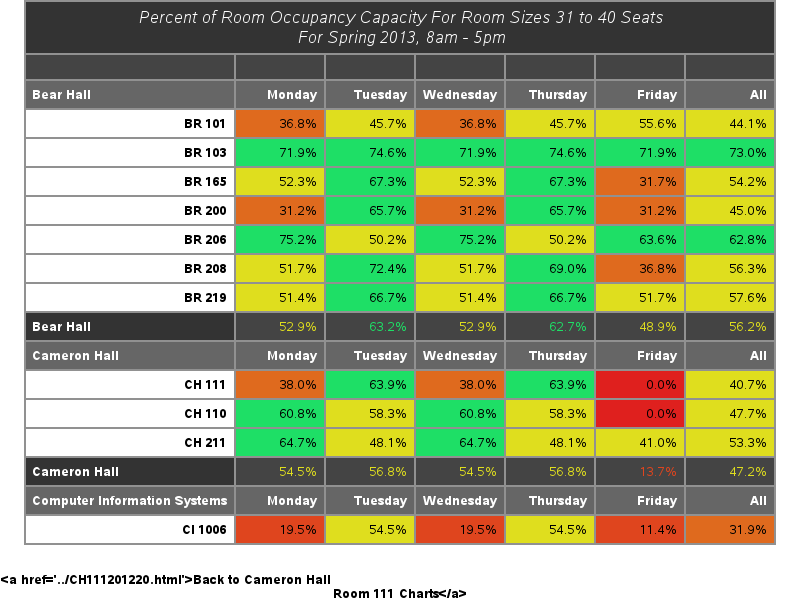 Percent of Room Occupancy Capacity For Room Sizes 31 to 40 Seats
For Spring 2013, 8am - 5pm
Bear Hall Monday Tuesday Wednesday Thursday Friday All
BR 101 36.8% 45.7% 36.8% 45.7% 55.6% 44.1%
BR 103 71.9% 74.6% 71.9% 74.6% 71.9% 73.0%
BR 165 52.3% 67.3% 52.3% 67.3% 31.7% 54.2%
BR 200 31.2% 65.7% 31.2% 65.7% 31.2% 45.0%
BR 206 75.2% 50.2% 75.2% 50.2% 63.6% 62.8%
BR 208 51.7% 72.4% 51.7% 69.0% 36.8% 56.3%
BR 219 51.4% 66.7% 51.4% 66.7% 51.7% 57.6%
Bear Hall 52.9% 63.2% 52.9% 62.7% 48.9% 56.2%
Cameron Hall Monday Tuesday Wednesday Thursday Friday All
CH 111 38.0% 63.9% 38.0% 63.9% 0.0% 40.7%
CH 110 60.8% 58.3% 60.8% 58.3% 0.0% 47.7%
CH 211 64.7% 48.1% 64.7% 48.1% 41.0% 53.3%
Cameron Hall 54.5% 56.8% 54.5% 56.8% 13.7% 47.2%
Computer Information Systems Monday Tuesday Wednesday Thursday Friday All
CI 1006 19.5% 54.5% 19.5% 54.5% 11.4% 31.9%
<a href='../CH111201220.html'>Back to Cameron Hall
Room 111 Charts</a>